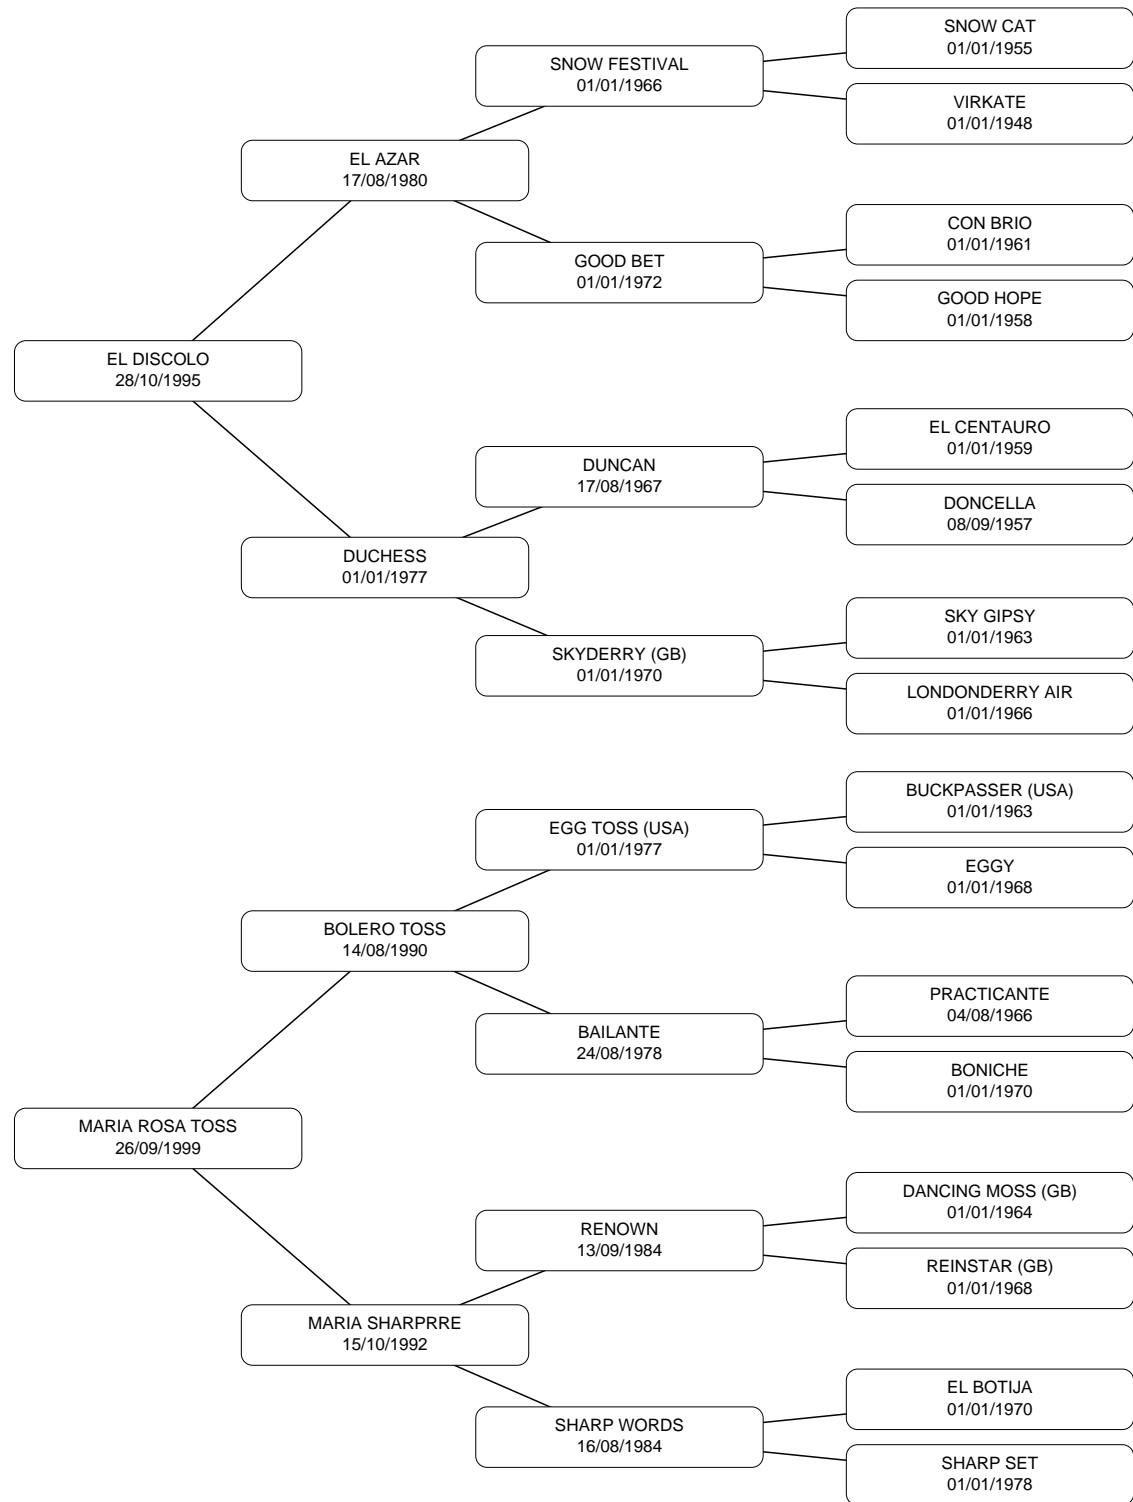 SNOW CAT
01/01/1955
SNOW FESTIVAL
01/01/1966
VIRKATE
01/01/1948
EL AZAR
17/08/1980
CON BRIO
01/01/1961
GOOD BET
01/01/1972
GOOD HOPE
01/01/1958
EL DISCOLO
28/10/1995
EL CENTAURO
01/01/1959
DUNCAN
17/08/1967
DONCELLA
08/09/1957
DUCHESS
01/01/1977
SKY GIPSY
01/01/1963
SKYDERRY (GB)
01/01/1970
LONDONDERRY AIR
01/01/1966
BUCKPASSER (USA)
01/01/1963
EGG TOSS (USA)
01/01/1977
EGGY
01/01/1968
BOLERO TOSS
14/08/1990
PRACTICANTE
04/08/1966
BAILANTE
24/08/1978
BONICHE
01/01/1970
MARIA ROSA TOSS
26/09/1999
DANCING MOSS (GB)
01/01/1964
RENOWN
13/09/1984
REINSTAR (GB)
01/01/1968
MARIA SHARPRRE
15/10/1992
EL BOTIJA
01/01/1970
SHARP WORDS
16/08/1984
SHARP SET
01/01/1978